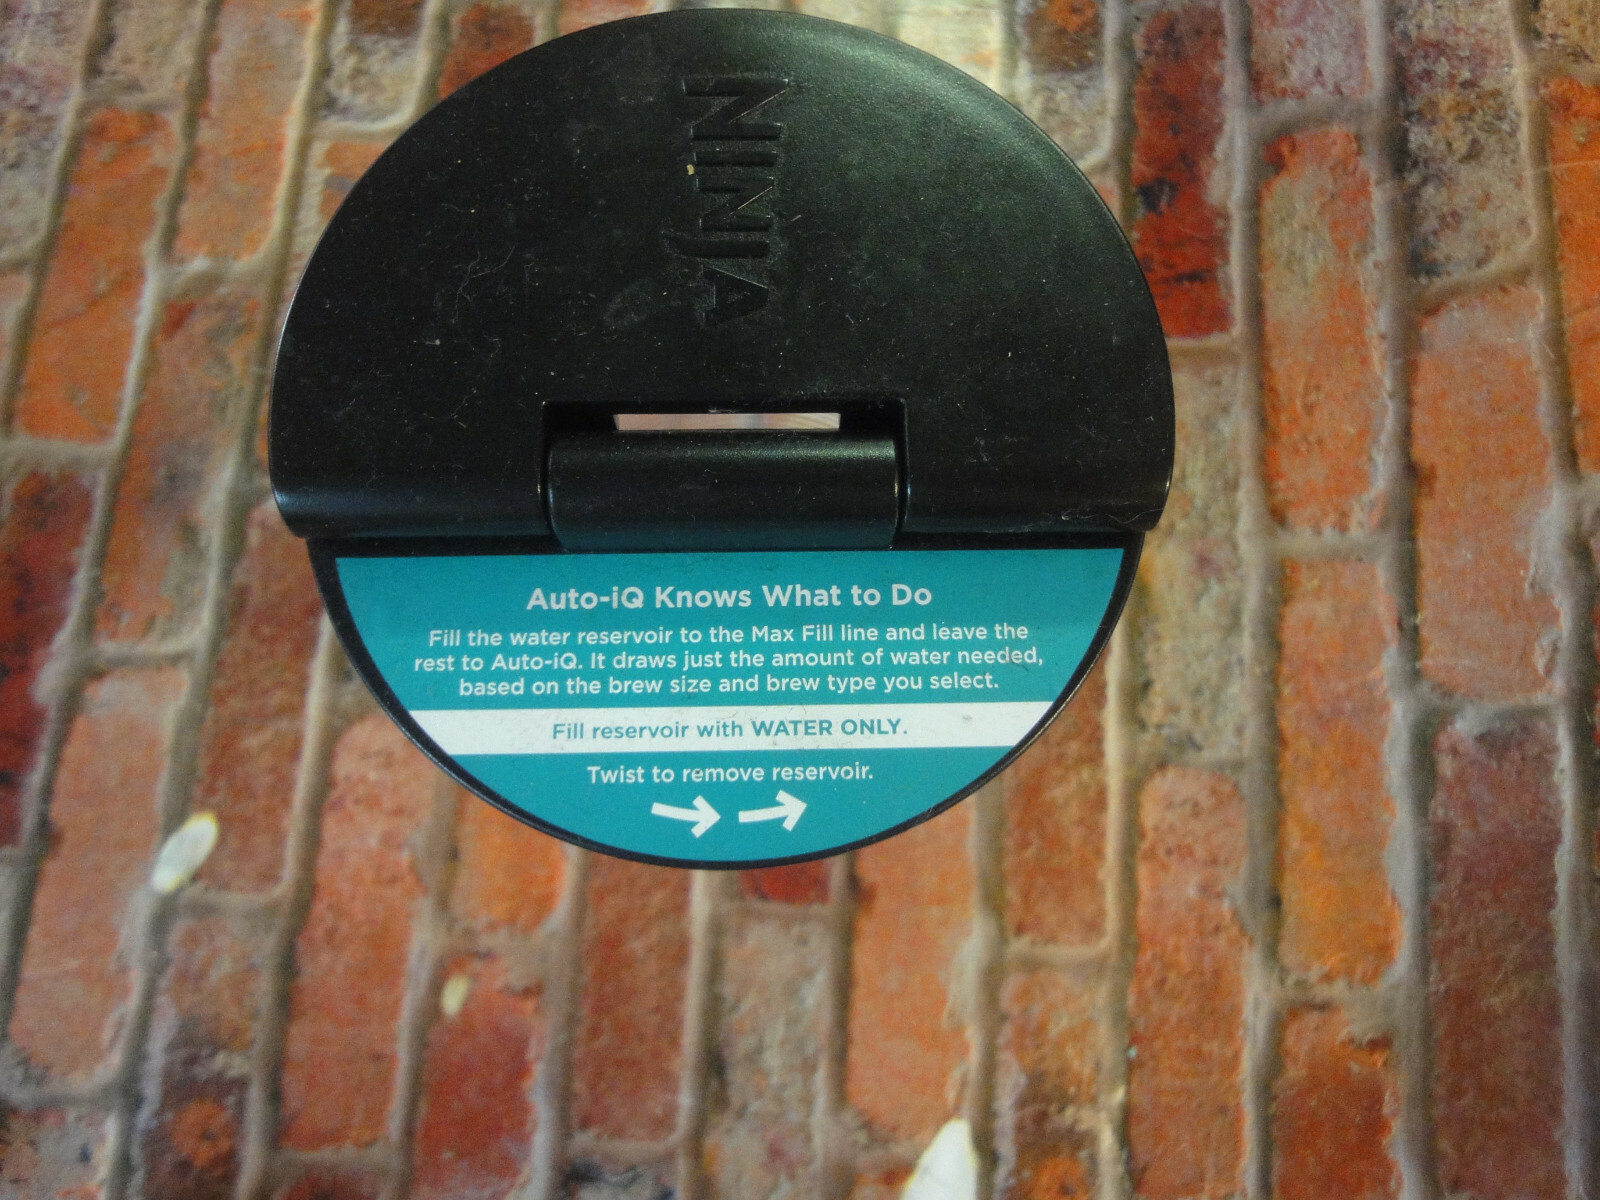 NINJA
Auto-iQ Knows What to Do
Fill the water reservoir to the Max Fill line and leave the
rest to Auto-iQ. It draws just the amount of water needed,
based on the brew size and brew type you select.
Fill reservoir with WATER ONLY.
Twist to remove reservoir.